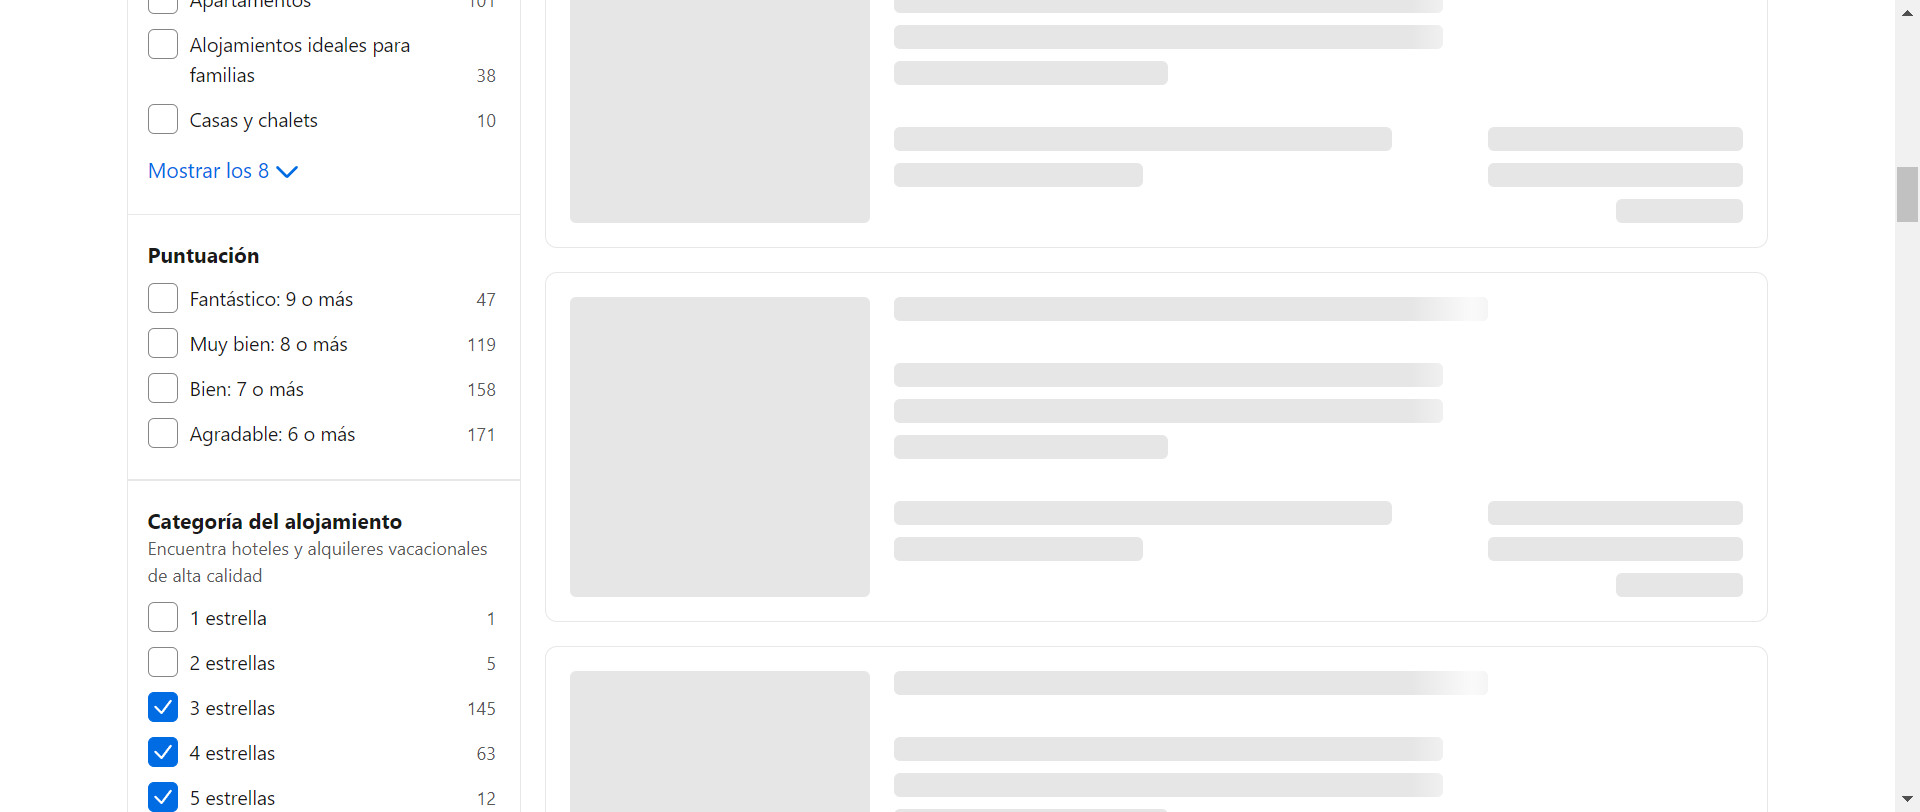 Apartamentos 101
Alojamientos ideales para
familias 38
Casas y chalets 10
Mostrar los 8
Puntuación
Fantástico: 9 o más 47
Muy bien: 8 o más 119
Bien: 7 o más 158
Agradable: 6 o más 171
Categoría del alojamiento
Encuentra hoteles y alquileres vacacionales
de alta calidad
1 estrella 1
2 estrellas 5
3 estrellas 145
4 estrellas 63
5 estrellas 12